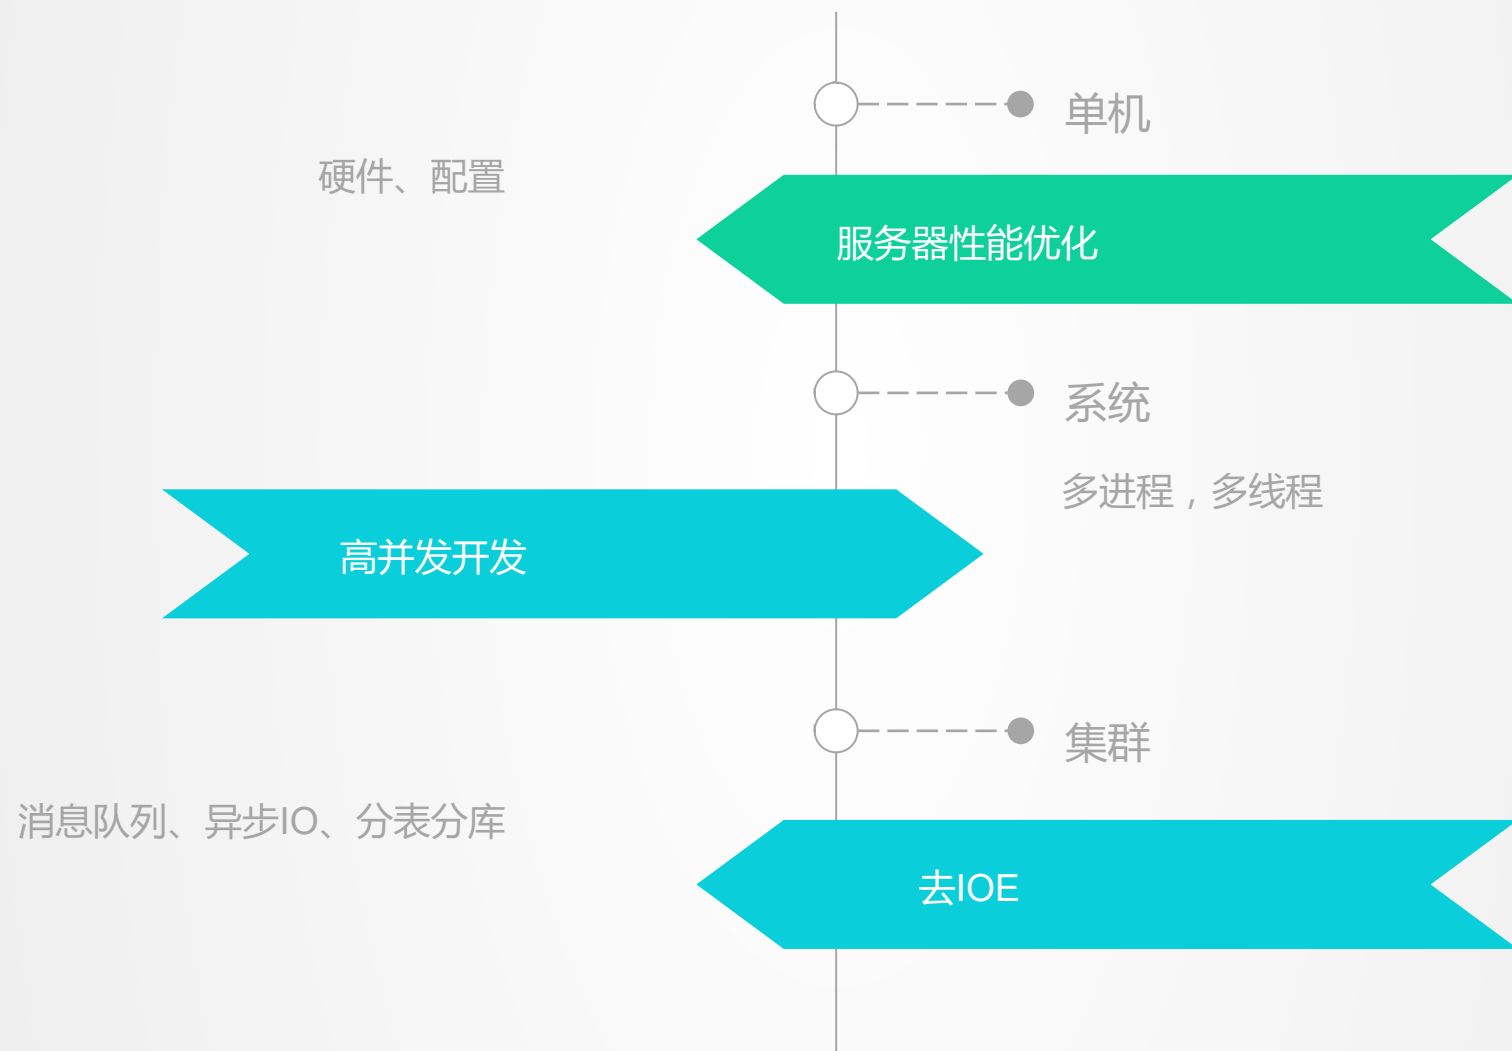 单机
硬件、配置
服务器性能优化
系统
多进程，多线程
高并发开发
集群
消息队列、异步IO、分表分库
去IOE